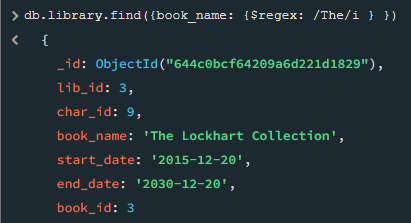 > db.library.find({book_name: {$regex: /The/i } })
< {
_id: ObjectId("644c0bcf64209a6d221d1829"),
lib_id: 3,
char_id: 9,
book_name: 'The Lockhart Collection',
start_date: '2015-12-20',
end_date: '2030-12-20',
book_id: 3